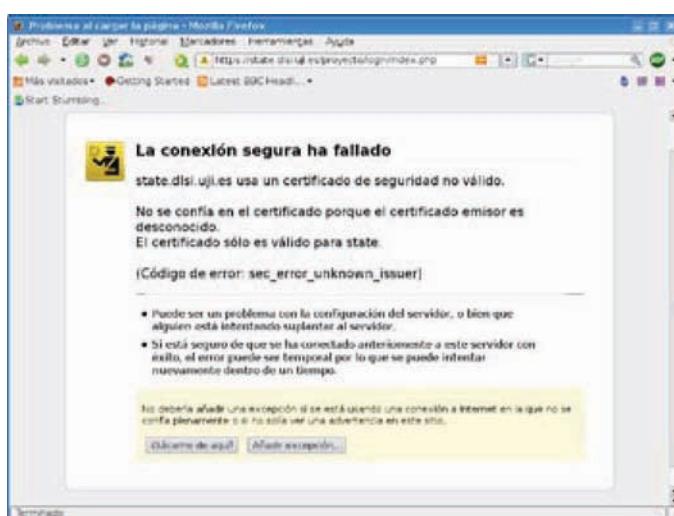 Problema al cargar la página - Mozilla Firefox
Archivo Editar Ver Historial Marcadores Herramientas Ayuda
Más visitados Getting Started Latest BBC Headl...
Start Stumbling
La conexión segura ha fallado
state.dlsi.uji.es usa un certificado de seguridad no válido.
No se confía en el certificado porque el certificado emisor es
desconocido.
El certificado sólo es válido para state.
(Código de error: sec_error_unknown_issuer)
• Puede ser un problema con la configuración del servidor, o bien que
alguien está intentando suplantar al servidor.
• Si está seguro de que se ha conectado anteriormente a este servidor con
éxito, el error puede ser temporal por lo que se puede intentar
nuevamente dentro de un tiempo.
No debería añadir una excepción si se está usando una conexión a Internet en la que no se
confía plenamente o si no solía ver una advertencia en este sitio.
¡Sácame de aquí! Añadir excepción...
Terminado